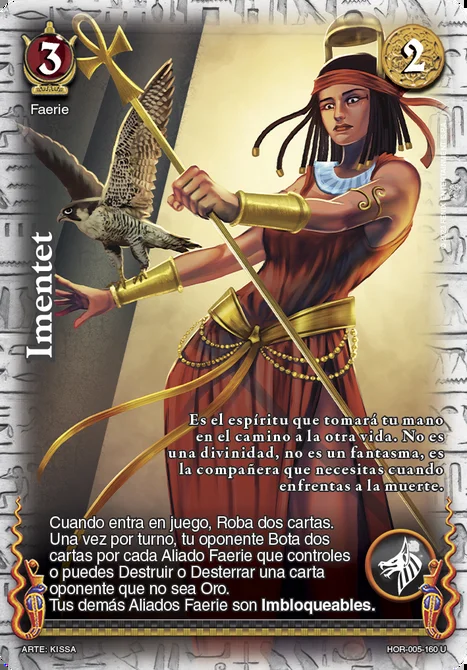 3
2
Faerie
Imentet
Es el espíritu que tomará tu mano
en el camino a la otra vida. No es
una divinidad, no es un fantasma, es
la compañera que necesitas cuando
enfrentas a la muerte.
Cuando entra en juego, Roba dos cartas.
Una vez por turno, tu oponente Bota dos
cartas por cada Aliado Faerie que controles
o puedes Destruir o Desterrar una carta
oponente que no sea Oro.
Tus demás Aliados Faerie son Imbloqueables.
ARTE: KISSA
HOR-005-160 U